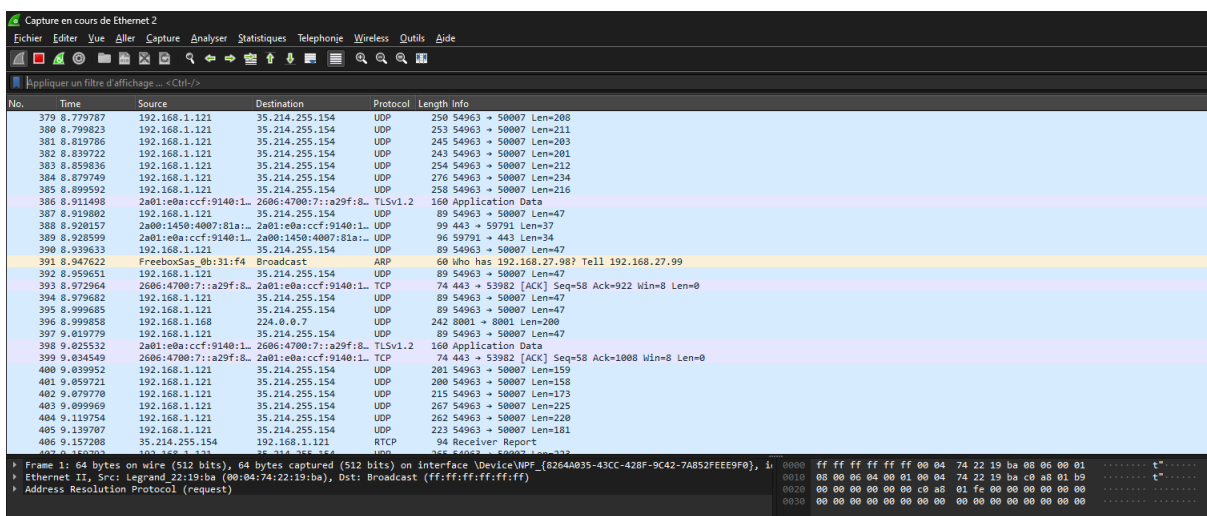 Capture en cours de Ethernet 2
Fichier Editer Vue Aller Capture Analyser Statistiques Telephonie Wireless Outils Aide
Appliquer un filtre d'affichage ... <Ctrl-/>
No. Time Source Destination Protocol Length Info
379 8.779787 192.168.1.121 35.214.255.154 UDP 250 54963 → 50007 Len=208
380 8.799823 192.168.1.121 35.214.255.154 UDP 253 54963 → 50007 Len=211
381 8.819786 192.168.1.121 35.214.255.154 UDP 245 54963 → 50007 Len=203
382 8.839722 192.168.1.121 35.214.255.154 UDP 243 54963 → 50007 Len=201
383 8.859836 192.168.1.121 35.214.255.154 UDP 254 54963 → 50007 Len=212
384 8.879749 192.168.1.121 35.214.255.154 UDP 276 54963 → 50007 Len=234
385 8.899592 192.168.1.121 35.214.255.154 UDP 258 54963 → 50007 Len=216
386 8.911498 2a01:e0a:ccf:9140:1… 2606:4700:7::a29f:8… TLSv1.2 160 Application Data
387 8.919802 192.168.1.121 35.214.255.154 UDP 89 54963 → 50007 Len=47
388 8.920157 2a00:1450:4007:81a:… 2a01:e0a:ccf:9140:1… UDP 99 443 → 59791 Len=37
389 8.928599 2a01:e0a:ccf:9140:1… 2a00:1450:4007:81a:… UDP 96 59791 → 443 Len=34
390 8.939633 192.168.1.121 35.214.255.154 UDP 89 54963 → 50007 Len=47
391 8.947622 FreeboxSas_0b:31:f4 Broadcast ARP 60 Who has 192.168.27.98? Tell 192.168.27.99
392 8.959651 192.168.1.121 35.214.255.154 UDP 89 54963 → 50007 Len=47
393 8.972964 2606:4700:7::a29f:8… 2a01:e0a:ccf:9140:1… TCP 74 443 → 53982 [ACK] Seq=58 Ack=922 Win=8 Len=0
394 8.979682 192.168.1.121 35.214.255.154 UDP 89 54963 → 50007 Len=47
395 8.999685 192.168.1.121 35.214.255.154 UDP 89 54963 → 50007 Len=47
396 8.999858 192.168.1.168 224.0.0.7 UDP 242 8001 → 8001 Len=200
397 9.019779 192.168.1.121 35.214.255.154 UDP 89 54963 → 50007 Len=47
398 9.025532 2a01:e0a:ccf:9140:1… 2606:4700:7::a29f:8… TLSv1.2 160 Application Data
399 9.034549 2606:4700:7::a29f:8… 2a01:e0a:ccf:9140:1… TCP 74 443 → 53982 [ACK] Seq=58 Ack=1008 Win=8 Len=0
400 9.039952 192.168.1.121 35.214.255.154 UDP 201 54963 → 50007 Len=159
401 9.059721 192.168.1.121 35.214.255.154 UDP 200 54963 → 50007 Len=158
402 9.079770 192.168.1.121 35.214.255.154 UDP 215 54963 → 50007 Len=173
403 9.099969 192.168.1.121 35.214.255.154 UDP 267 54963 → 50007 Len=225
404 9.119754 192.168.1.121 35.214.255.154 UDP 262 54963 → 50007 Len=220
405 9.139707 192.168.1.121 35.214.255.154 UDP 223 54963 → 50007 Len=181
406 9.157208 35.214.255.154 192.168.1.121 RTCP 94 Receiver Report
Frame 1: 64 bytes on wire (512 bits), 64 bytes captured (512 bits) on interface \Device\NPF_{8264A035-43CC-428F-9C42-7A852FEEE9F0},
Ethernet II, Src: Legrand_22:19:ba (00:04:74:22:19:ba), Dst: Broadcast (ff:ff:ff:ff:ff:ff)
Address Resolution Protocol (request)
0000 ff ff ff ff ff ff 00 04 74 22 19 ba 08 06 00 01 ········ t"······
0010 08 00 06 04 00 01 00 04 74 22 19 ba c0 a8 01 b9 ········ t"······
0020 00 00 00 00 00 00 c0 a8 01 fe 00 00 00 00 00 00 ········ ········
0030 00 00 00 00 00 00 00 00 00 00 00 00 00 00 00 00 ········ ········